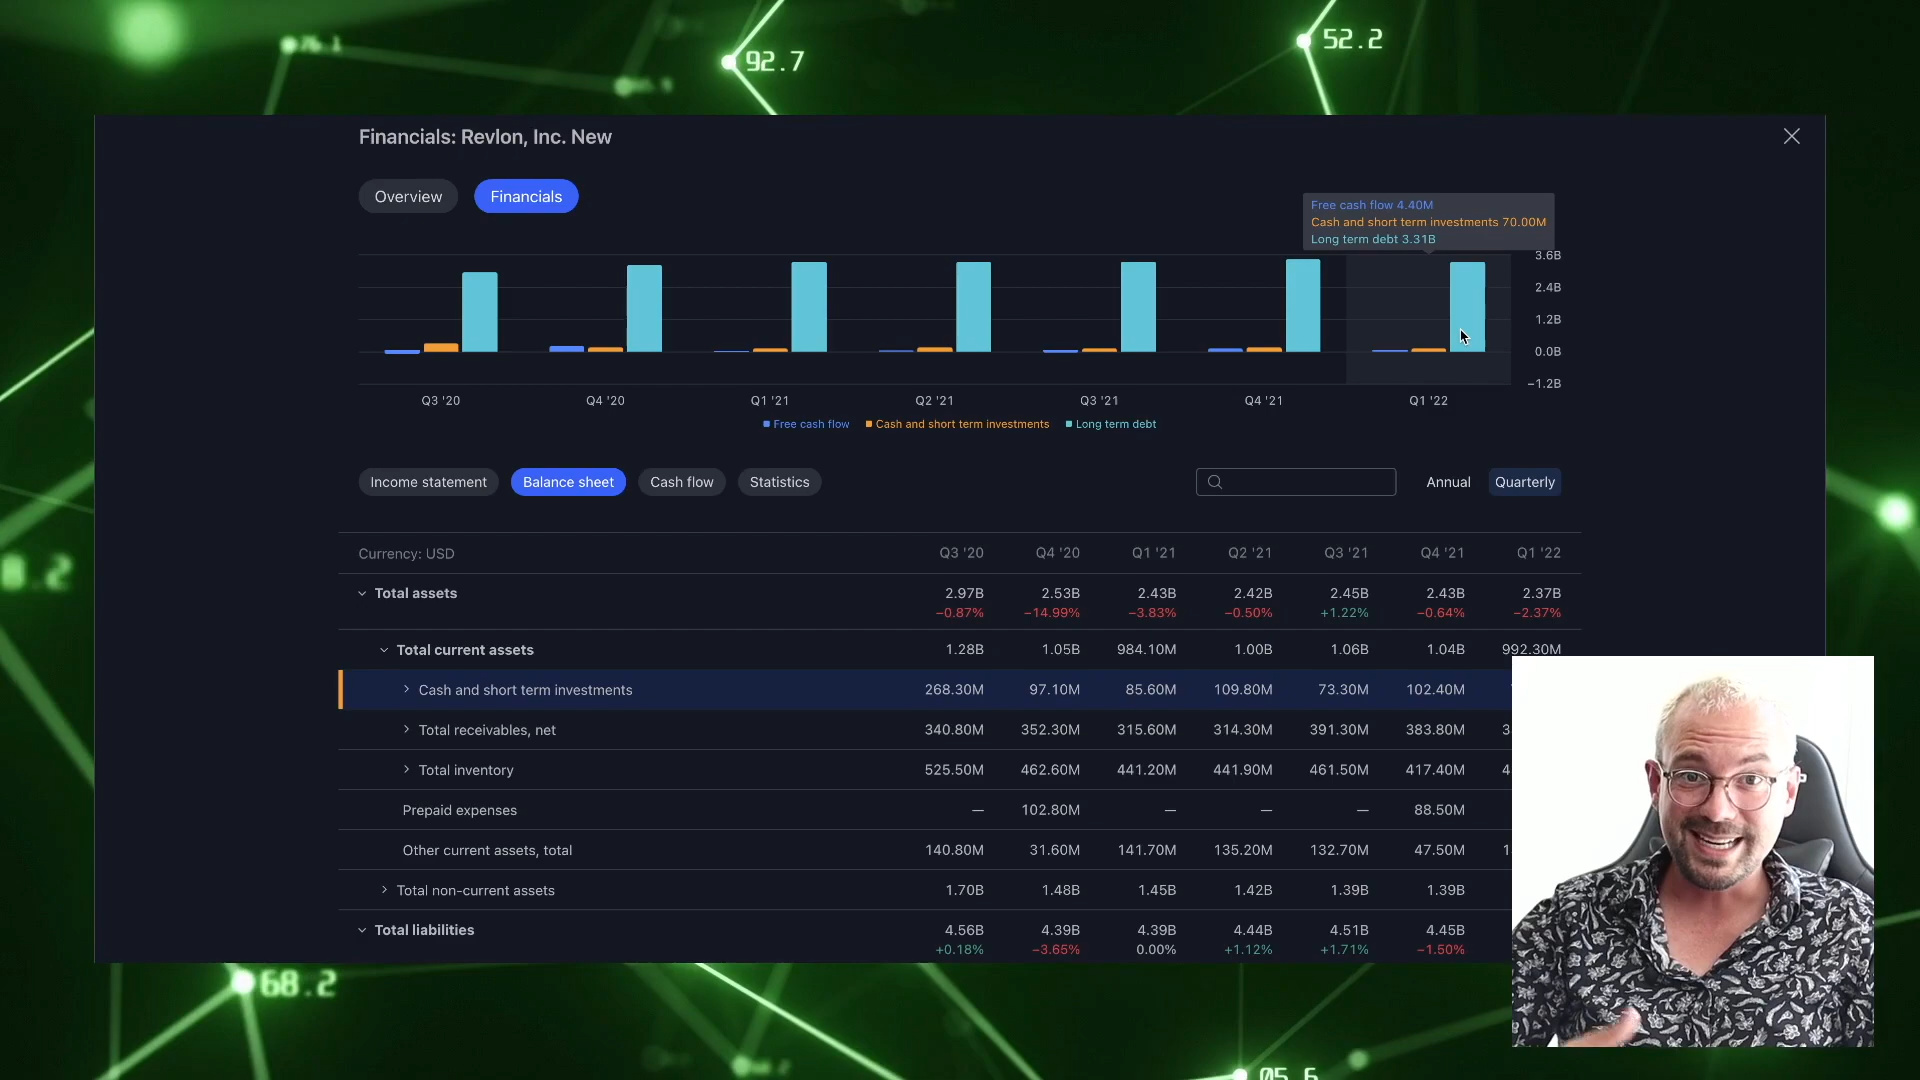 76.1
92.7
52.2
Financials: Revlon, Inc. New
Overview
Financials
Free cash flow 4.40M
Cash and short term investments 70.00M
Long term debt 3.31B
3.6B
2.4B
1.2B
0.0B
−1.2B
Q3 '20 Q4 '20 Q1 '21 Q2 '21 Q3 '21 Q4 '21 Q1 '22
Free cash flow Cash and short term investments Long term debt
Income statement Balance sheet Cash flow Statistics Annual Quarterly
Currency: USD Q3 '20 Q4 '20 Q1 '21 Q2 '21 Q3 '21 Q4 '21 Q1 '22
8.2
Total assets 2.97B 2.53B 2.43B 2.42B 2.45B 2.43B 2.37B
−0.87% −14.99% −3.83% −0.50% +1.22% −0.64% −2.37%
Total current assets 1.28B 1.05B 984.10M 1.00B 1.06B 1.04B 992.30M
Cash and short term investments 268.30M 97.10M 85.60M 109.80M 73.30M 102.40M
Total receivables, net 340.80M 352.30M 315.60M 314.30M 391.30M 383.80M 3
Total inventory 525.50M 462.60M 441.20M 441.90M 461.50M 417.40M 4
Prepaid expenses — 102.80M — — — 88.50M
Other current assets, total 140.80M 31.60M 141.70M 135.20M 132.70M 47.50M 1
Total non-current assets 1.70B 1.48B 1.45B 1.42B 1.39B 1.39B
Total liabilities 4.56B 4.39B 4.39B 4.44B 4.51B 4.45B
+0.18% −3.65% 0.00% +1.12% +1.71% −1.50%
68.2
05.6